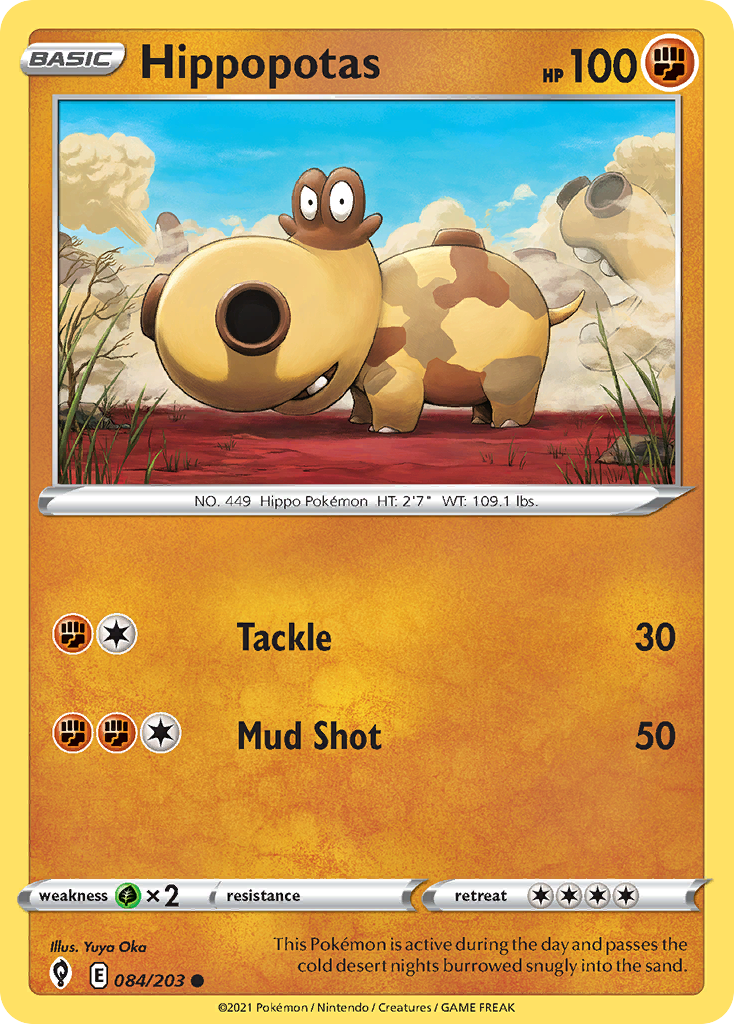 BASIC Hippopotas HP 100
NO. 449 Hippo Pokémon HT: 2'7" WT: 109.1 lbs.
Tackle 30
Mud Shot 50
weakness ×2 resistance retreat
Illus. Yuya Oka
This Pokémon is active during the day and passes
the cold desert nights burrowed snugly into the sand.
E 084/203
©2021 Pokémon / Nintendo / Creatures / GAME FREAK